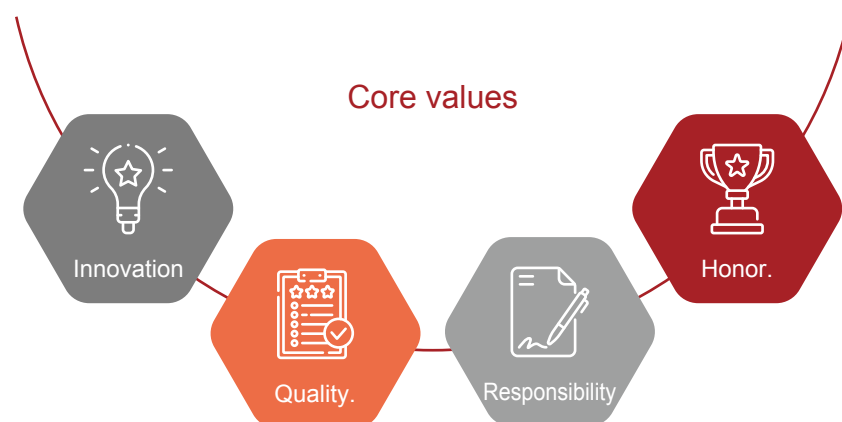 Core values
Innovation
Quality.
Responsibility
Honor.